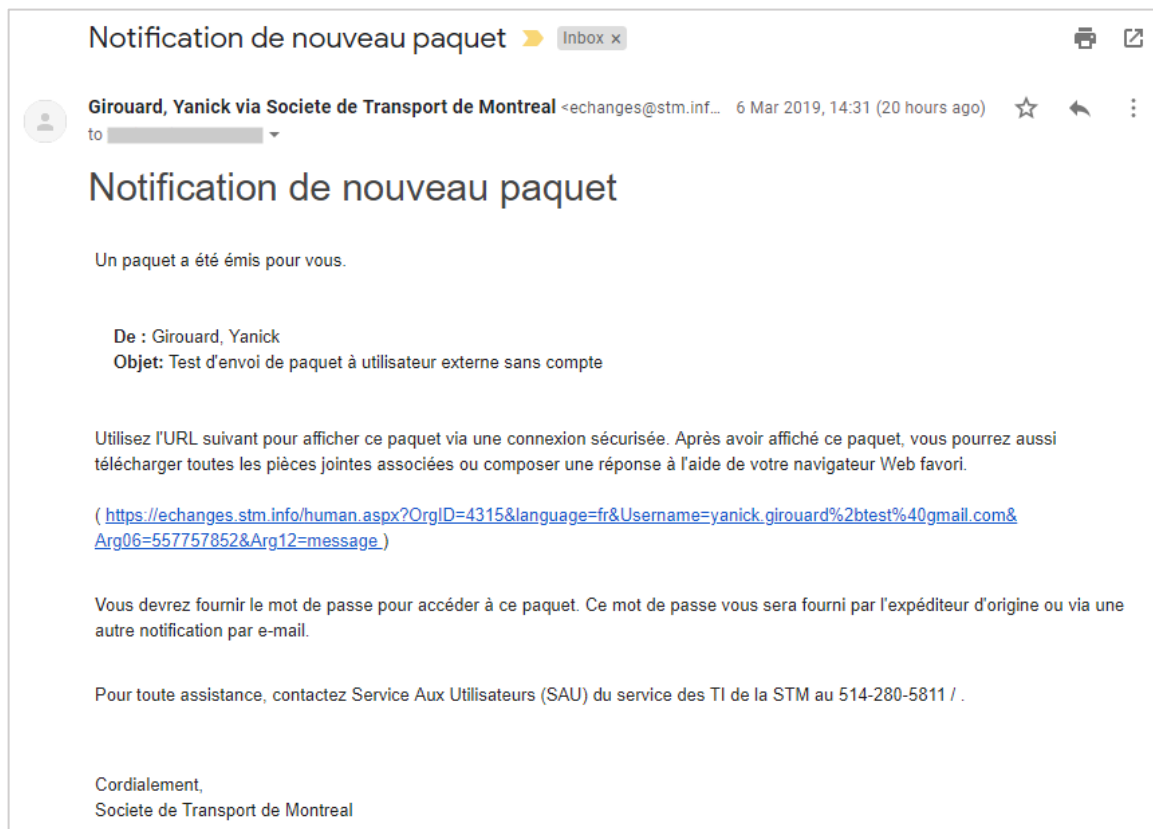 Notification de nouveau paquet Inbox x
Girouard, Yanick via Societe de Transport de Montreal <echanges@stm.inf... 6 Mar 2019, 14:31 (20 hours ago)
to
Notification de nouveau paquet
Un paquet a été émis pour vous.
De : Girouard, Yanick
Objet: Test d'envoi de paquet à utilisateur externe sans compte
Utilisez l'URL suivant pour afficher ce paquet via une connexion sécurisée. Après avoir affiché ce paquet, vous pourrez aussi
télécharger toutes les pièces jointes associées ou composer une réponse à l'aide de votre navigateur Web favori.
( https://echanges.stm.info/human.aspx?OrgID=4315&language=fr&Username=yanick.girouard%2btest%40gmail.com&
Arg06=557757852&Arg12=message )
Vous devrez fournir le mot de passe pour accéder à ce paquet. Ce mot de passe vous sera fourni par l'expéditeur d'origine ou via une
autre notification par e-mail.
Pour toute assistance, contactez Service Aux Utilisateurs (SAU) du service des TI de la STM au 514-280-5811 / .
Cordialement,
Societe de Transport de Montreal